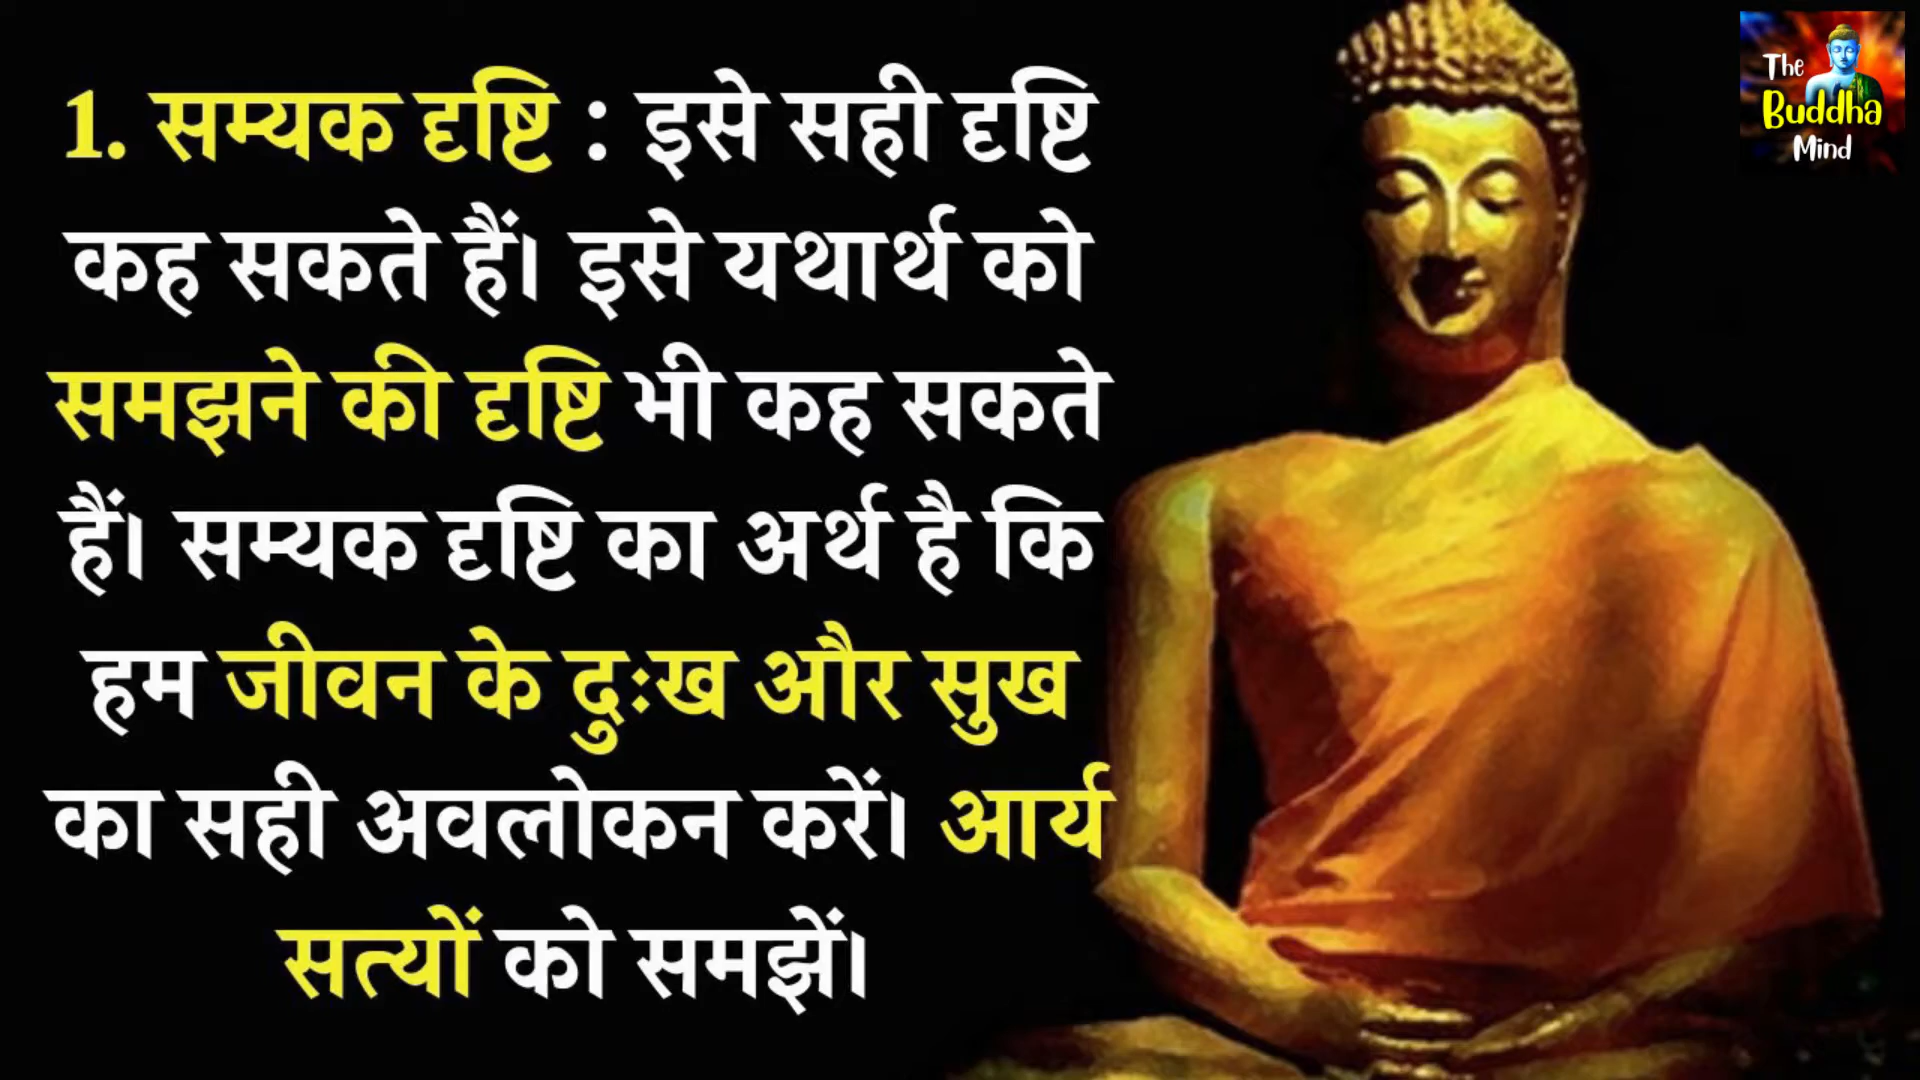 1. सम्यक दृष्टि : इसे सही दृष्टि
कह सकते हैं। इसे यथार्थ को
समझने की दृष्टि भी कह सकते
हैं। सम्यक दृष्टि का अर्थ है कि
हम जीवन के दुःख और सुख
का सही अवलोकन करें। आर्य
सत्यों को समझें।
The
Buddha
Mind